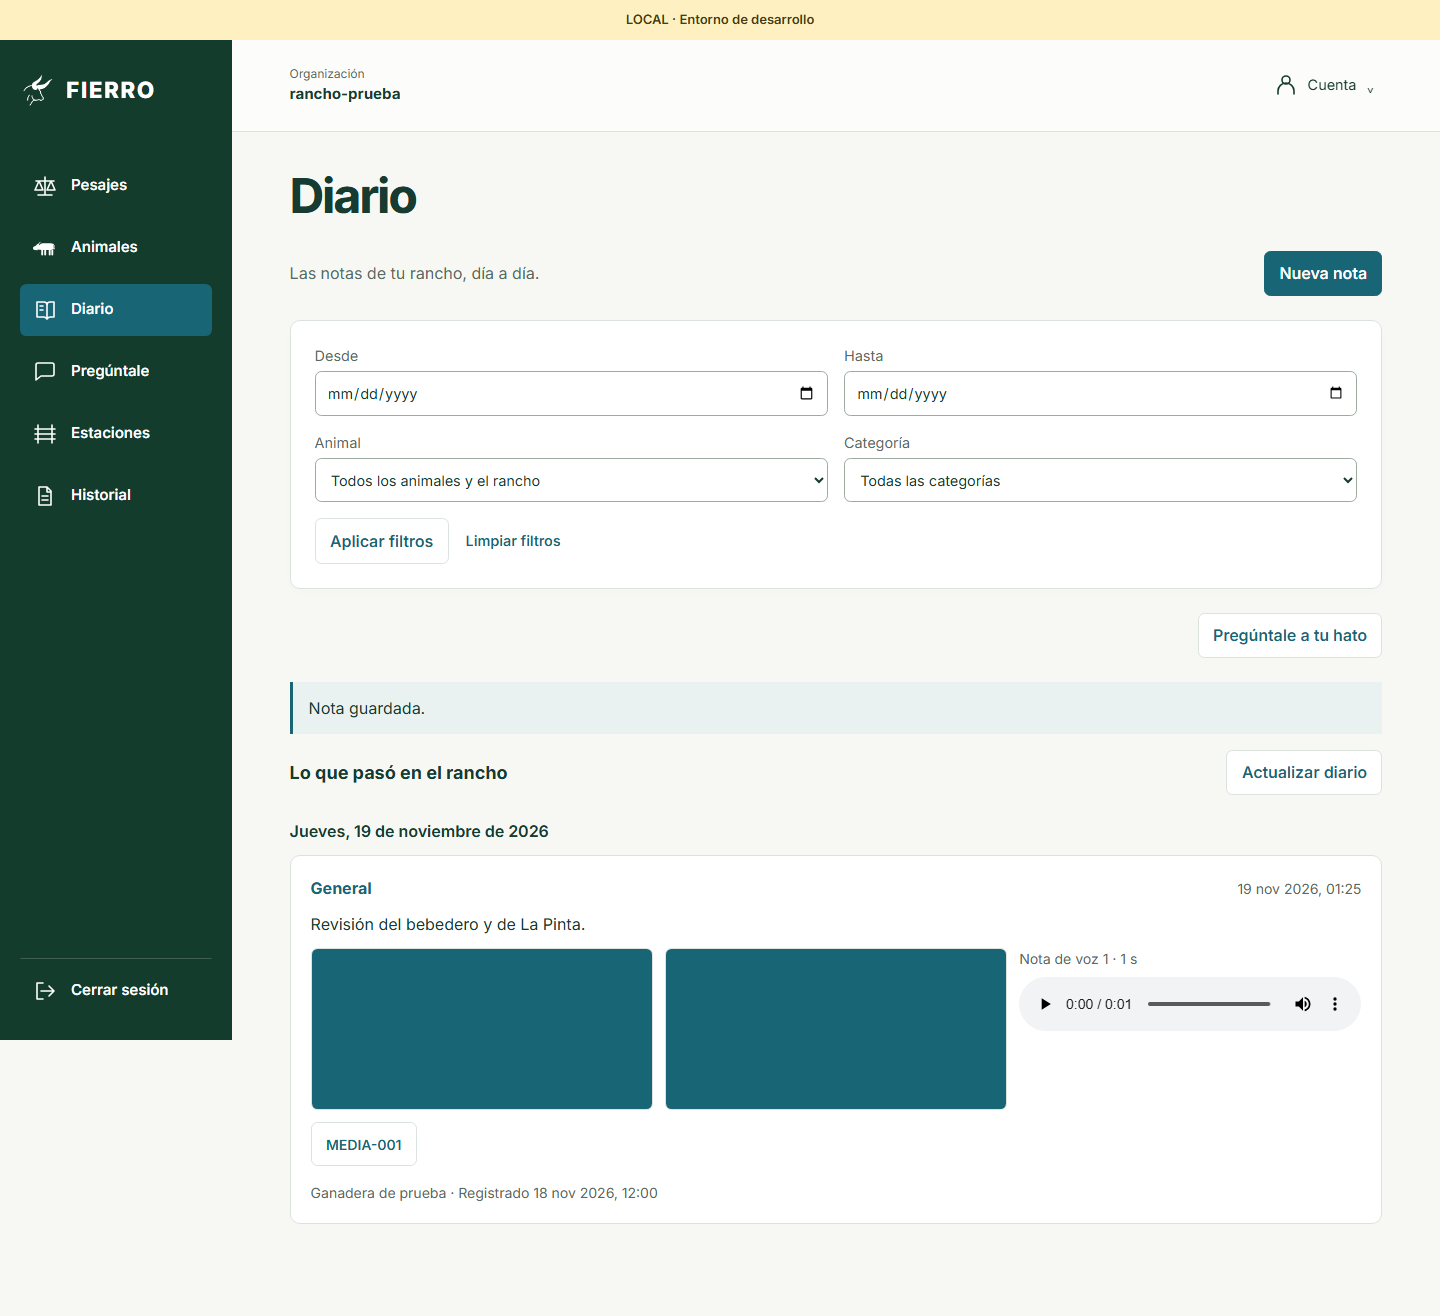 LOCAL · Entorno de desarrollo
FIERRO
Organización
rancho-prueba
Cuenta
Pesajes
Animales
Diario
Pregúntale
Estaciones
Historial
Cerrar sesión
Diario
Las notas de tu rancho, día a día.
Nueva nota
Desde
Hasta
mm/dd/yyyy
mm/dd/yyyy
Animal
Categoría
Todos los animales y el rancho
Todas las categorías
Aplicar filtros
Limpiar filtros
Pregúntale a tu hato
Nota guardada.
Lo que pasó en el rancho
Actualizar diario
Jueves, 19 de noviembre de 2026
General
19 nov 2026, 01:25
Revisión del bebedero y de La Pinta.
Nota de voz 1 · 1 s
0:00 / 0:01
MEDIA-001
Ganadera de prueba · Registrado 18 nov 2026, 12:00